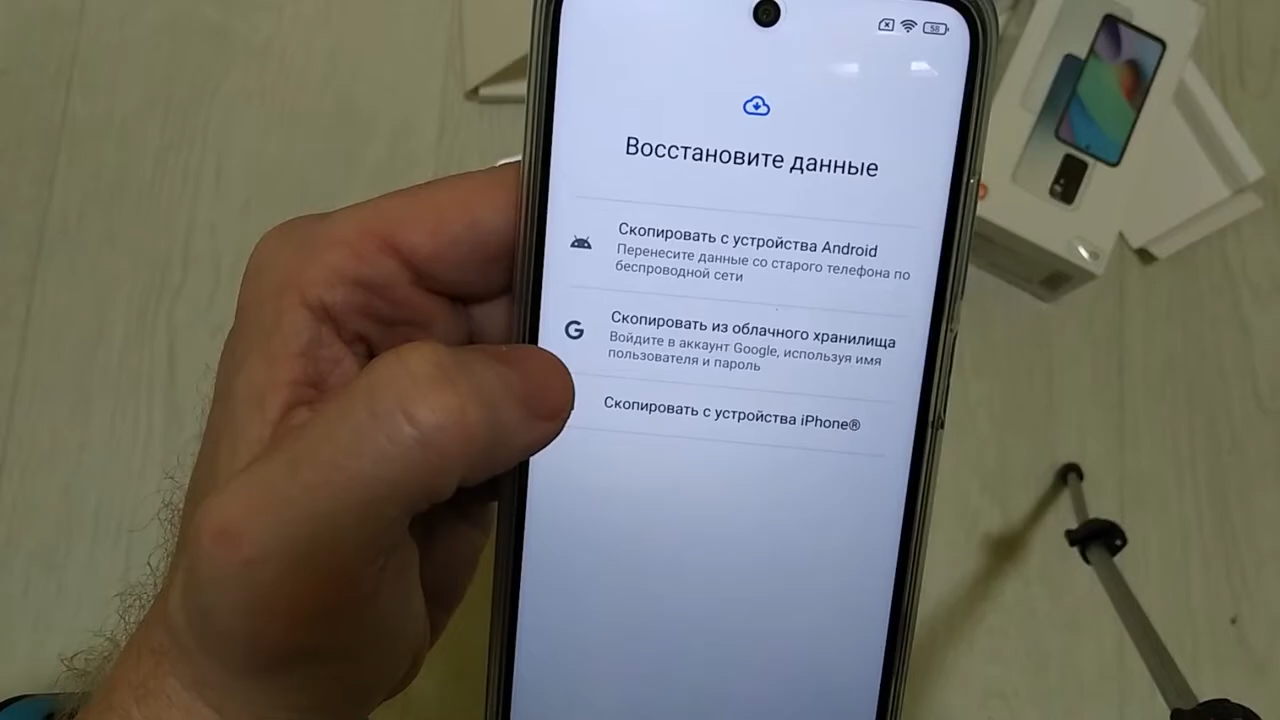 58
Восстановите данные
Скопировать с устройства Android
Перенесите данные со старого телефона по
беспроводной сети
G
Скопировать из облачного хранилища
Войдите в аккаунт Google, используя имя
пользователя и пароль
Скопировать с устройства iPhone®